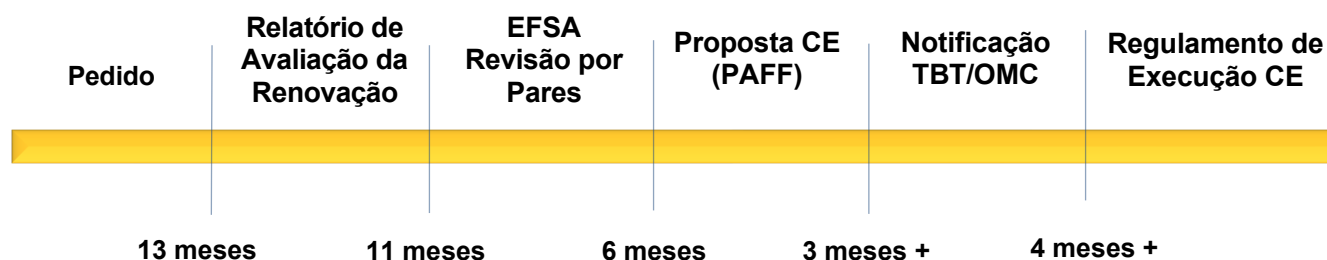 Pedido
Relatório de
Avaliação da
Renovação
EFSA
Revisão por
Pares
Proposta CE
(PAFF)
Notificação
TBT/OMC
Regulamento de
Execução CE
13 meses
11 meses
6 meses
3 meses +
4 meses +